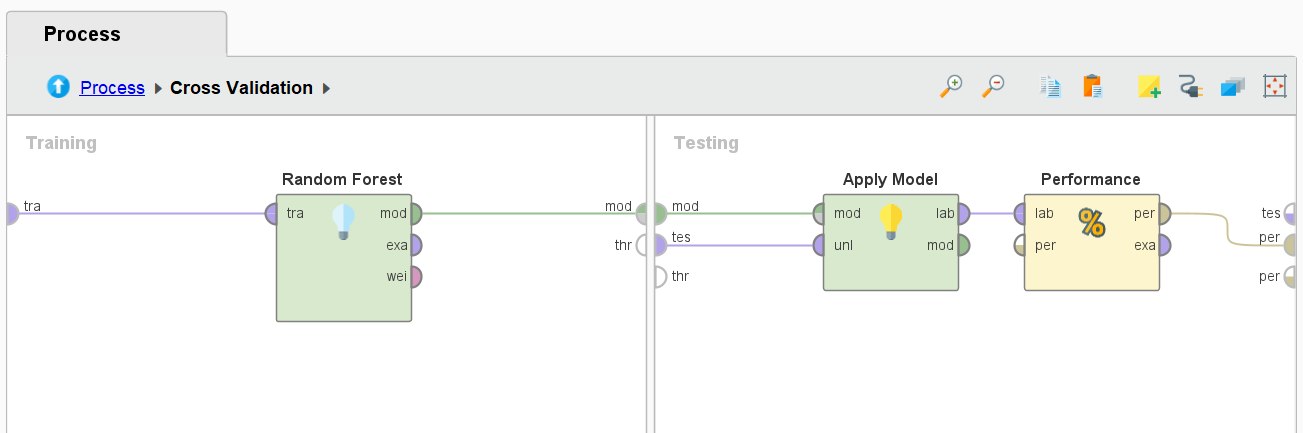 Process
Process Cross Validation
Training
Testing
Random Forest
Apply Model
Performance
tra
tra
mod
exa
wei
mod
thr
mod
tes
thr
mod
unl
lab
mod
lab
per
per
exa
%
tes
per
per